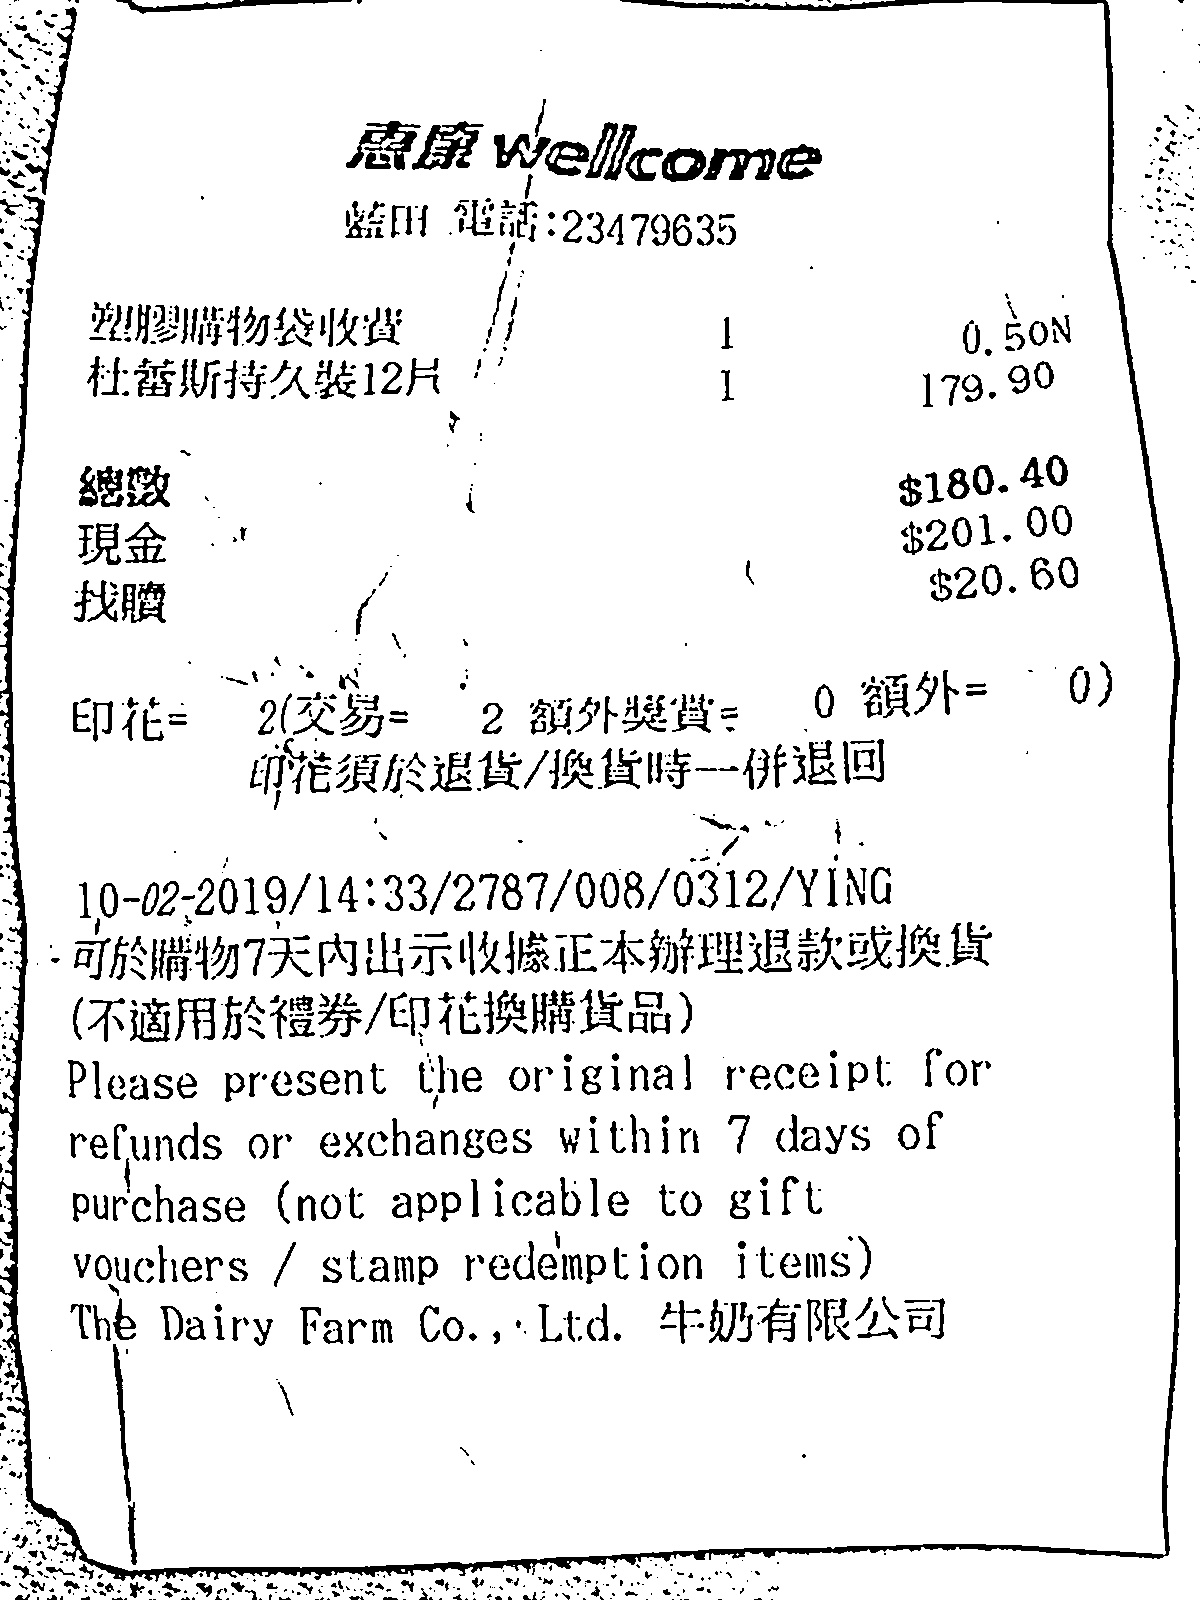 惠康 wellcome
藍田 電話:23479635
塑膠購物袋收費 1 0.50N
杜蕾斯持久裝12片 1 179.90
總數 $180.40
現金 $201.00
找贖 $20.60
印花= 2(交易= 2 額外獎賞= 0 額外= 0)
印花須於退貨/換貨時一併退回
10-02-2019/14:33/2787/008/0312/YING
可於購物7天內出示收據正本辦理退款或換貨
(不適用於禮券/印花換購貨品)
Please present the original receipt for
refunds or exchanges within 7 days of
purchase (not applicable to gift
vouchers / stamp redemption items)
The Dairy Farm Co., Ltd. 牛奶有限公司